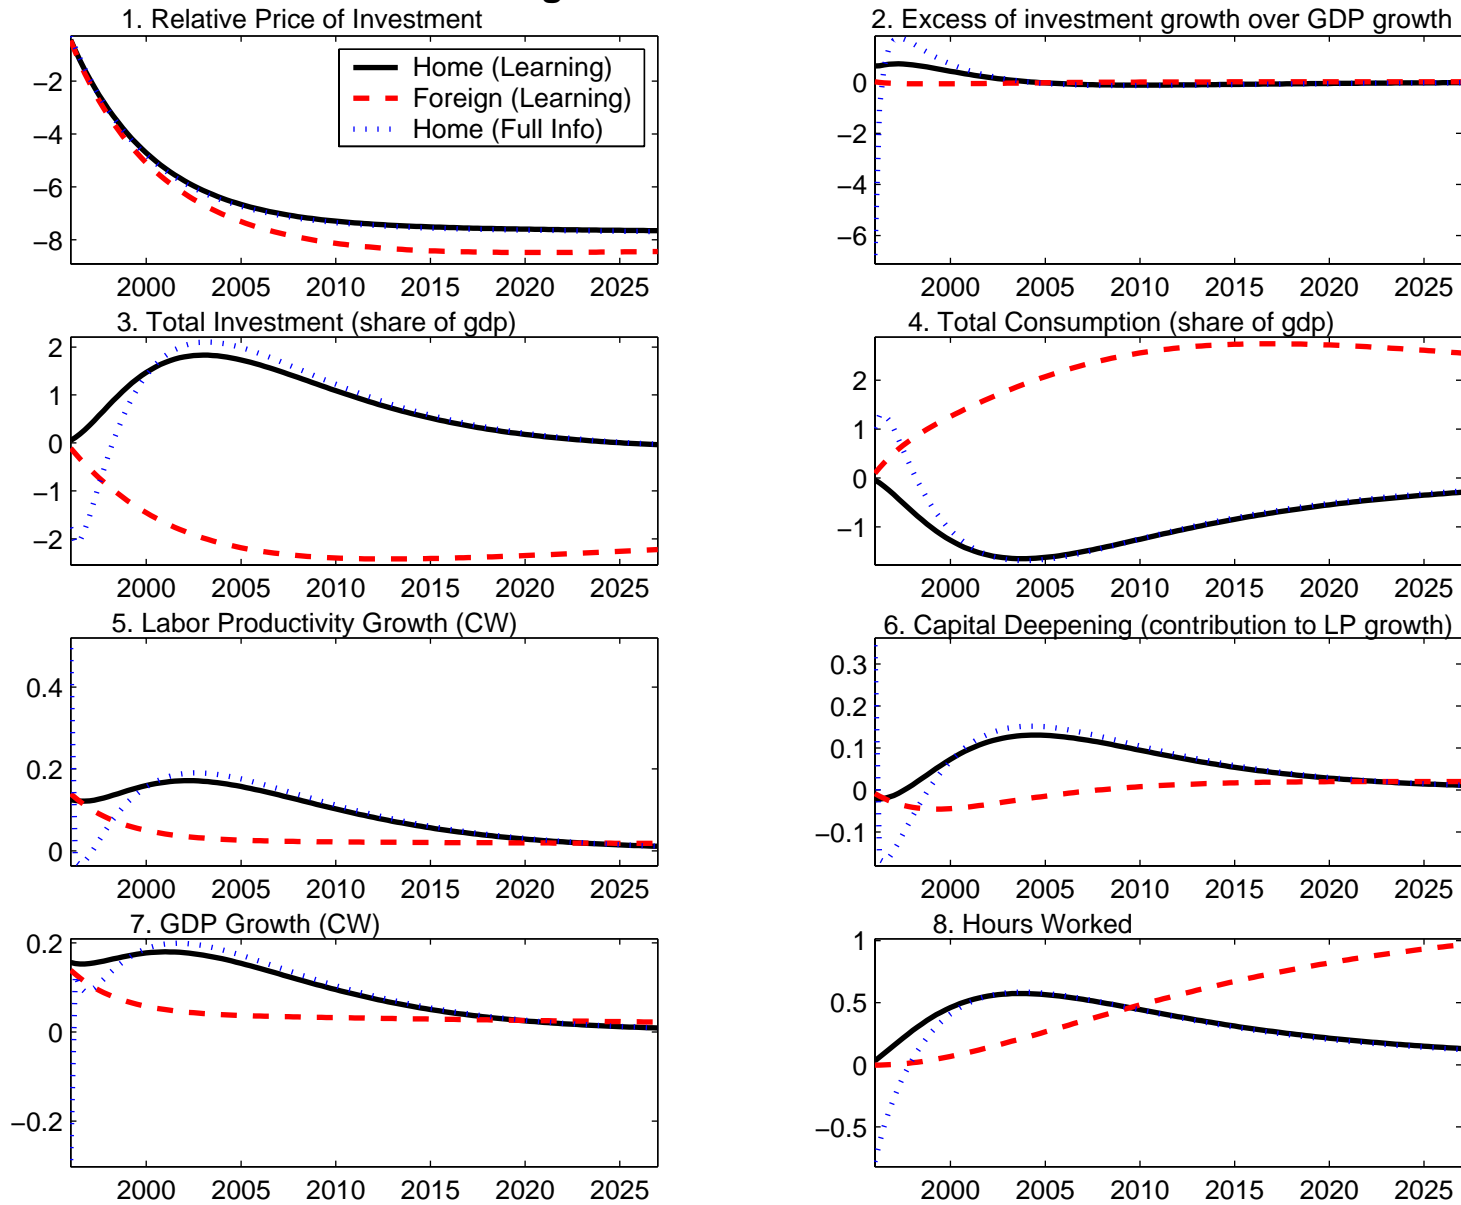 1. Relative Price of Investment
−2
−4
−6
−8
Home (Learning)
Foreign (Learning)
Home (Full Info)
2000 2005 2010 2015 2020 2025
2. Excess of investment growth over GDP growth
0
−2
−4
−6
2000 2005 2010 2015 2020 2025
3. Total Investment (share of gdp)
2
1
0
−1
−2
2000 2005 2010 2015 2020 2025
4. Total Consumption (share of gdp)
2
1
0
−1
2000 2005 2010 2015 2020 2025
5. Labor Productivity Growth (CW)
0.4
0.2
0
2000 2005 2010 2015 2020 2025
6. Capital Deepening (contribution to LP growth)
0.3
0.2
0.1
0
−0.1
2000 2005 2010 2015 2020 2025
7. GDP Growth (CW)
0.2
0
−0.2
2000 2005 2010 2015 2020 2025
8. Hours Worked
1
0.5
0
−0.5
2000 2005 2010 2015 2020 2025